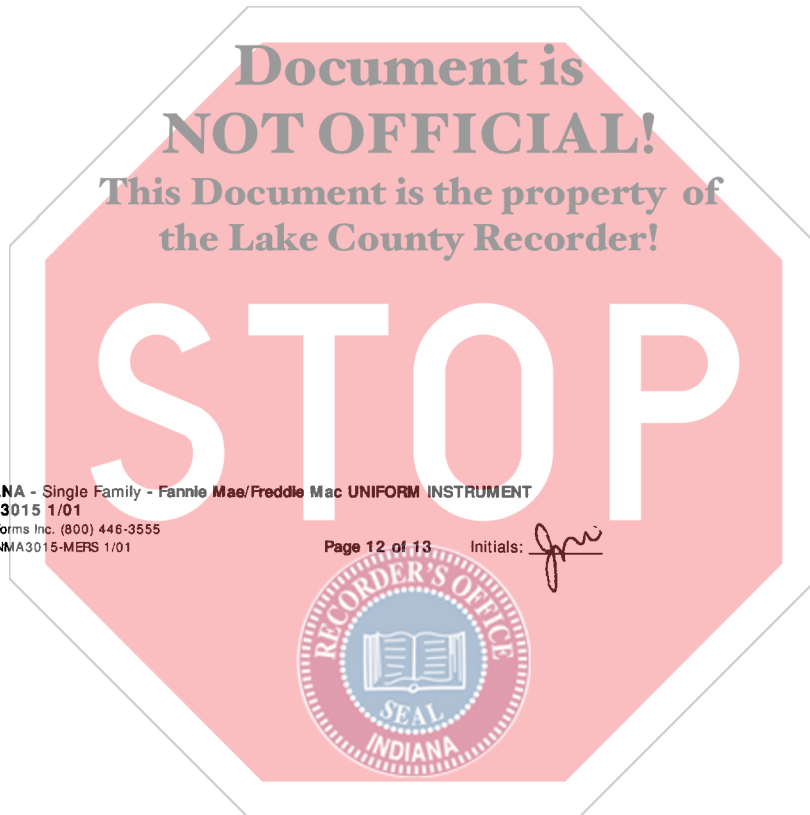 Document is
NOT OFFICIAL!
This Document is the property of
the Lake County Recorder!
STOP
NA - Single Family - Fannie Mae/Freddie Mac UNIFORM INSTRUMENT
3015 1/01
orms Inc. (800) 446-3555
MA3015-MERS 1/01
Page 12 of 13 Initials:
RECORDER'S OFFICE
SEAL
INDIANA